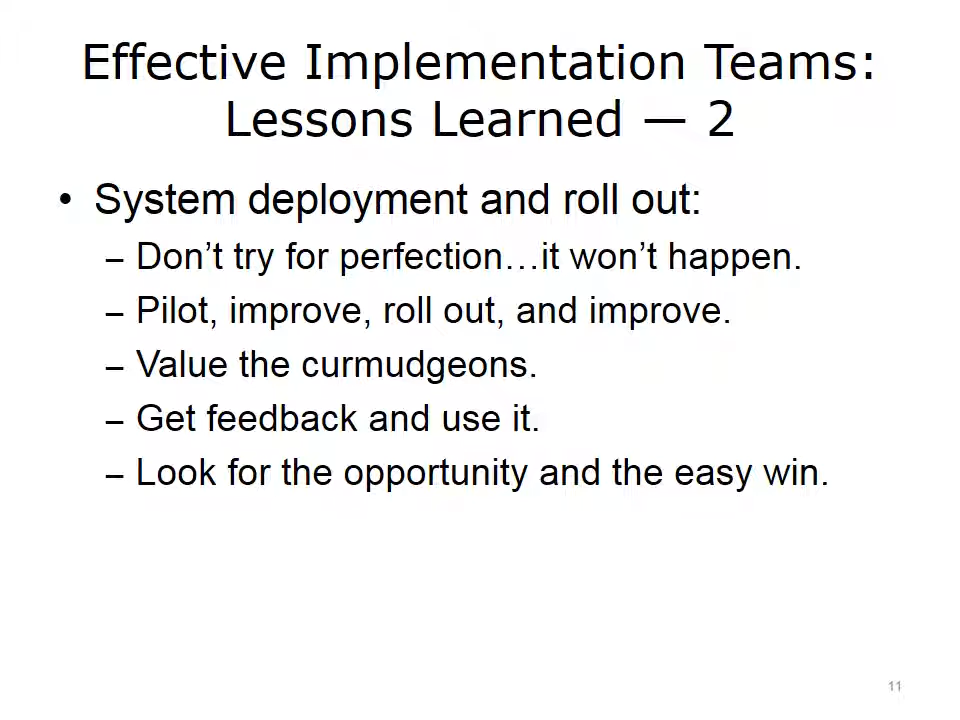 Effective Implementation Teams:
Lessons Learned — 2
• System deployment and roll out:
– Don’t try for perfection…it won’t happen.
– Pilot, improve, roll out, and improve.
– Value the curmudgeons.
– Get feedback and use it.
– Look for the opportunity and the easy win.
11